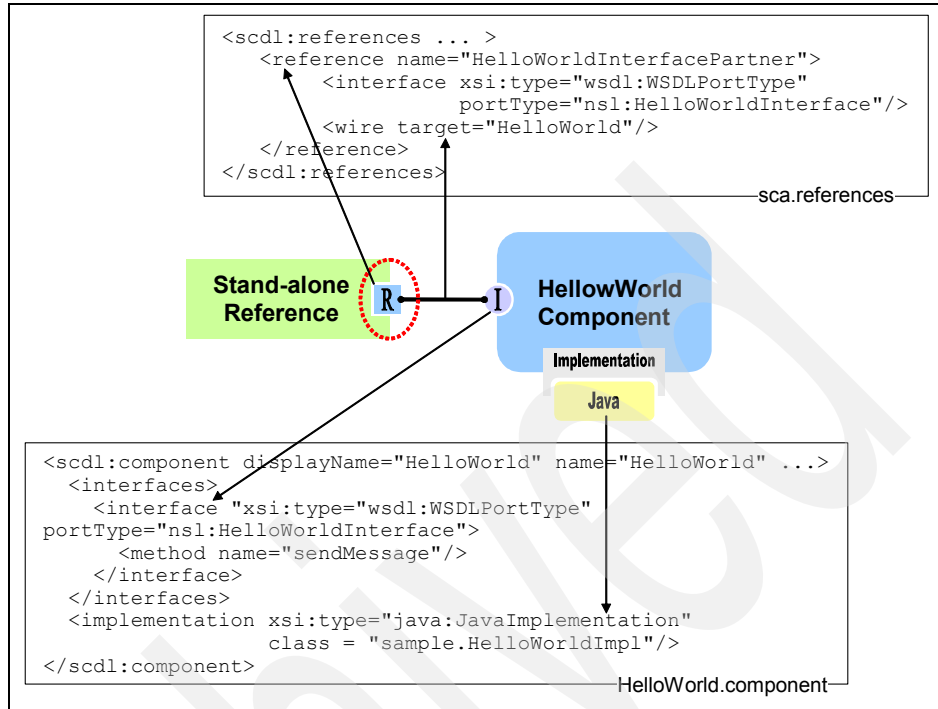 <scdl:references ... >
<reference name="HelloWorldInterfacePartner">
<interface xsi:type="wsdl:WSDLPortType"
portType="nsl:HelloWorldInterface"/>
<wire target="HelloWorld"/>
</reference>
</scdl:references>
sca.references
Stand-alone
Reference
R
I
HellowWorld
Component
Implementation
Java
<scdl:component displayName="HelloWorld" name="HelloWorld" ...>
<interfaces>
<interface "xsi:type="wsdl:WSDLPortType"
portType="nsl:HelloWorldInterface">
<method name="sendMessage"/>
</interface>
</interfaces>
<implementation xsi:type="java:JavaImplementation"
class = "sample.HelloWorldImpl"/>
</scdl:component>
HelloWorld.component